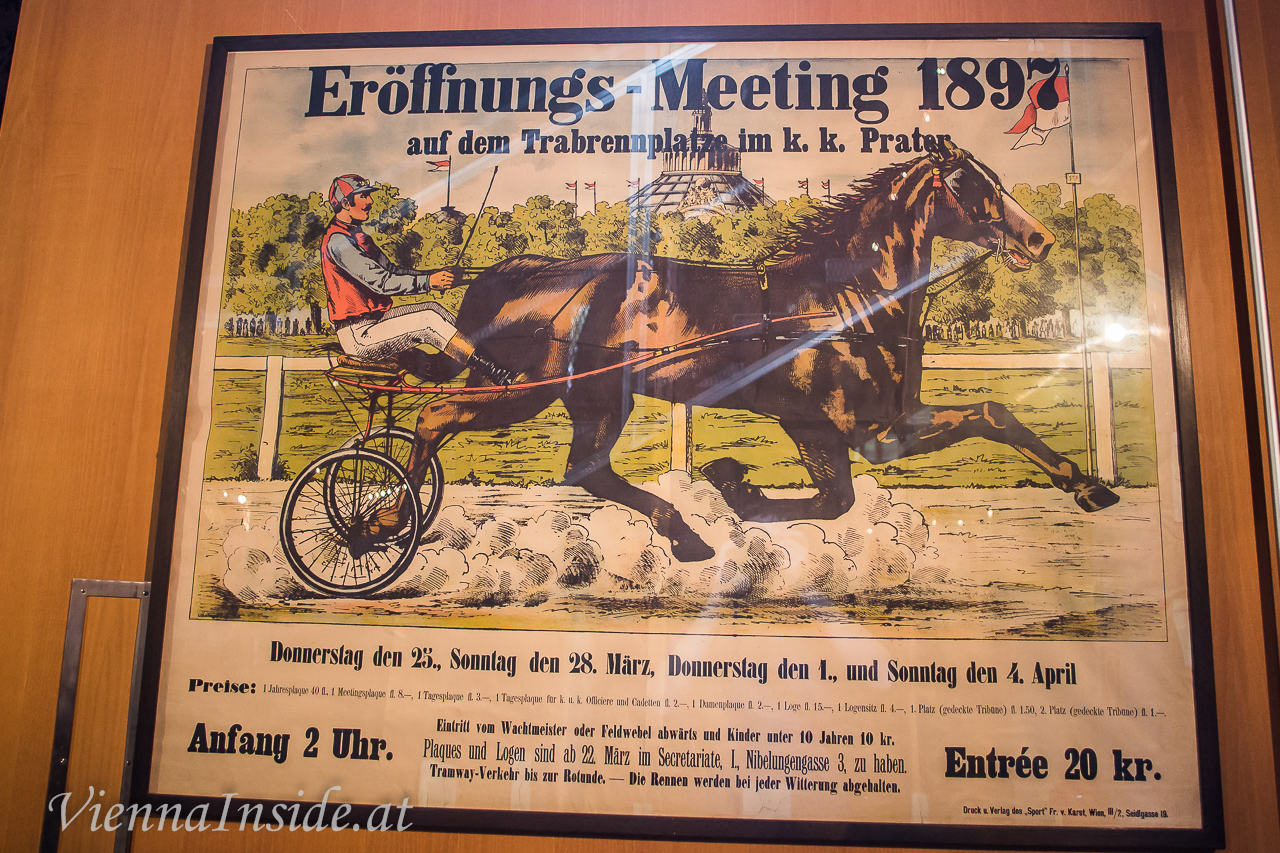 Eröffnungs-Meeting 1897
auf dem Trabrennplatze im k. k. Prater
Donnerstag den 25., Sonntag den 28. März, Donnerstag den 1., und Sonntag den 4. April
Preise: 1 Jahresplaque 40 fl., 1 Meetingsplaque fl. 8.—, 1 Tagesplaque fl. 3.—, 1 Tagesplaque für k. u. k. Officiere und Cadetten fl. 2.—, 1 Damenplaque fl. 2.—, 1 Loge fl. 15.—, 1 Logensitz fl. 4.—, 1. Platz (gedeckte Tribüne) fl. 1.50, 2. Platz (gedeckte Tribüne) fl. 1.—.
Anfang 2 Uhr.
Eintritt vom Wachtmeister oder Feldwebel abwärts und Kinder unter 10 Jahren 10 kr.
Plaques und Logen sind ab 22. März im Secretariate, I., Nibelungengasse 3, zu haben.
Tramway-Verkehr bis zur Rotunde. — Die Rennen werden bei jeder Witterung abgehalten.
Entrée 20 kr.
Druck u. Verlag des „Sport" Fr. v. Karst, Wien, III/2, Seidlgasse 19.
ViennaInside.at